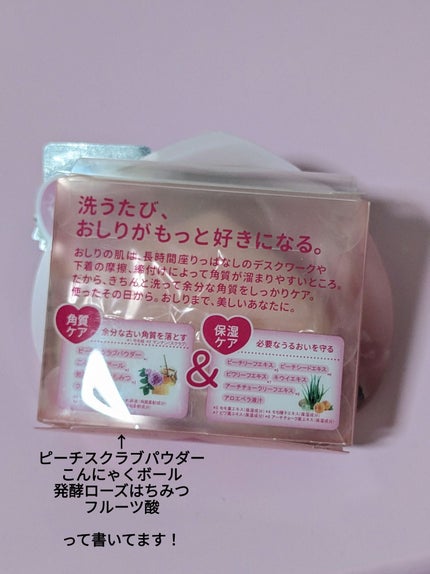 洗うたび、
おしりがもっと好きになる。
おしりの肌は、長時間座りっぱなしのデスクワークや
下着の摩擦、締付けによって角質が溜まりやすいところ。
だから、きちんと洗って余分な角質をしっかりケア。
使ったその日から。おしりまで、美しいあなたに。
角質
ケア
余分な古い角質を落とす
&
保湿
ケア
必要なうるおいを守る
ピーチリーフエキス
ピーチシードエキス
ビワリーフエキス
キウイエキス
アーチチョークリーフエキス
アロエベラ液汁
↑
ピーチスクラブパウダー
こんにゃくボール
発酵ローズはちみつ
フルーツ酸
って書いてます！